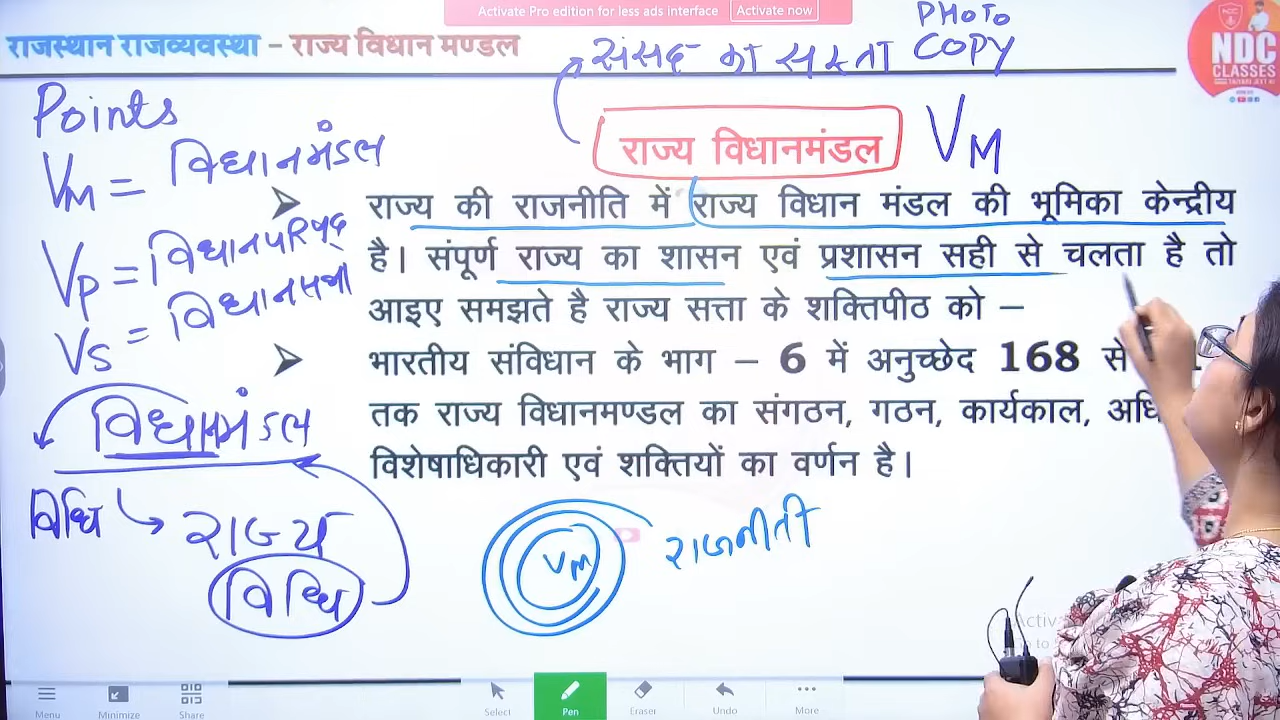 Activate Pro edition for less ads interface Activate now
राजस्थान राजव्यवस्था – राज्य विधान मण्डल
संसद का सस्ता PHOTO COPY
NDC
CLASSES
Points
राज्य विधानमंडल VM
VM = विधानमंडल
राज्य की राजनीति में राज्य विधान मंडल की भूमिका केन्द्रीय
है। संपूर्ण राज्य का शासन एवं प्रशासन सही से चलता है तो
आइए समझते है राज्य सत्ता के शक्तिपीठ को –
VP = विधानपरिषद्
VS = विधानसभा
भारतीय संविधान के भाग – 6 में अनुच्छेद 168 से
तक राज्य विधानमण्डल का संगठन, गठन, कार्यकाल,
विशेषाधिकारी एवं शक्तियों का वर्णन है।
विधानमंडल
विधि राज्य
विधि
VM राजनीती
Menu Minimize Share Select Pen Eraser Undo More